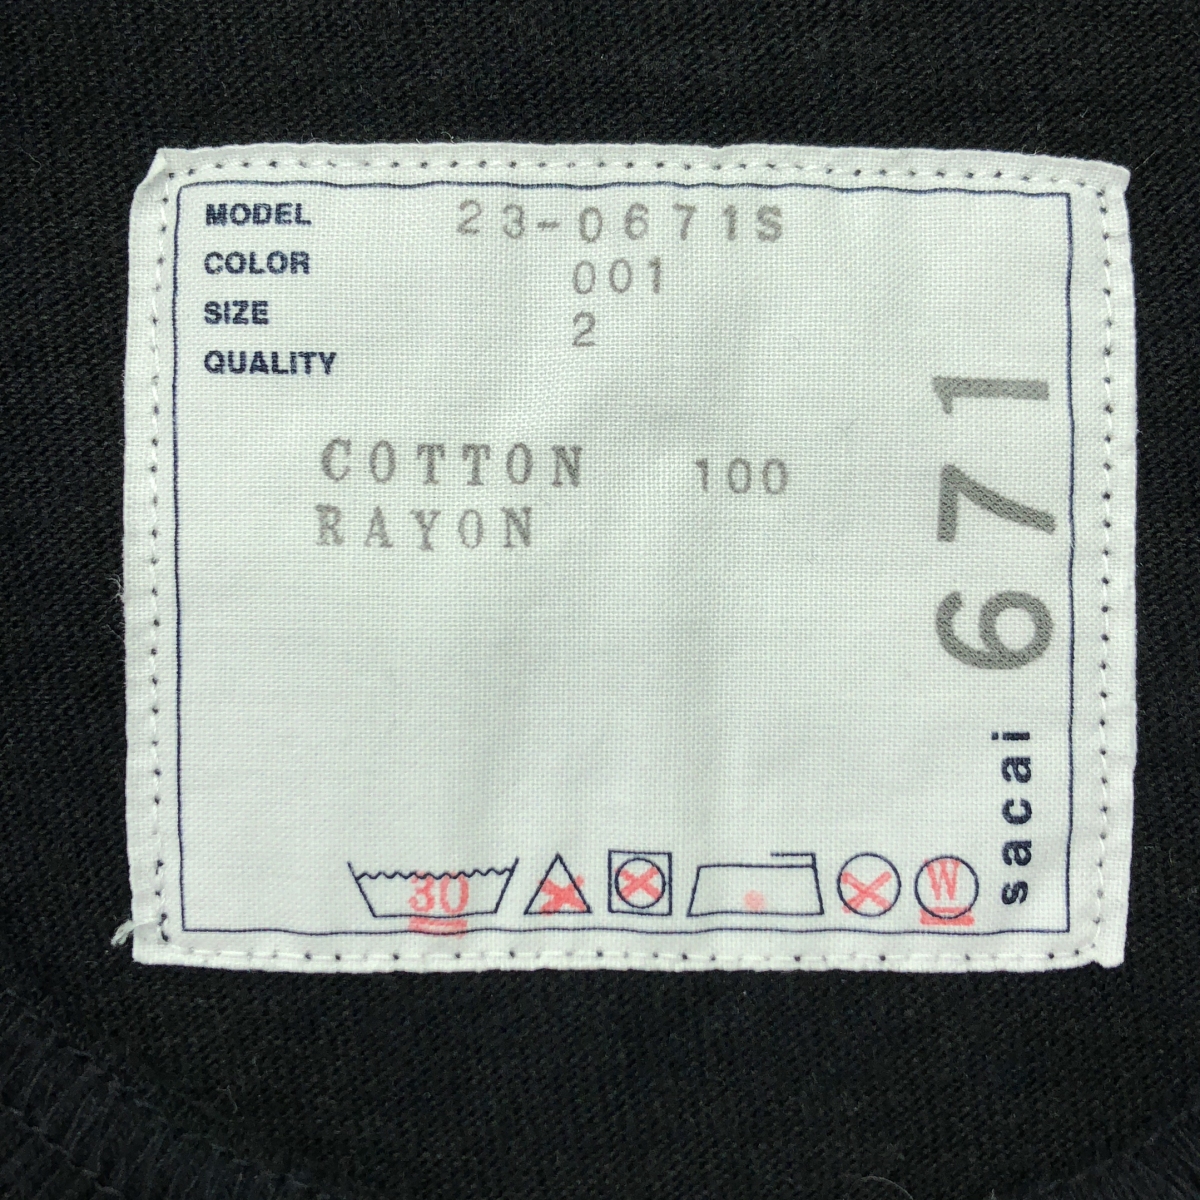 MODEL 23-0671S
COLOR 001
SIZE 2
QUALITY
COTTON 100
RAYON
30
W
sacai 671